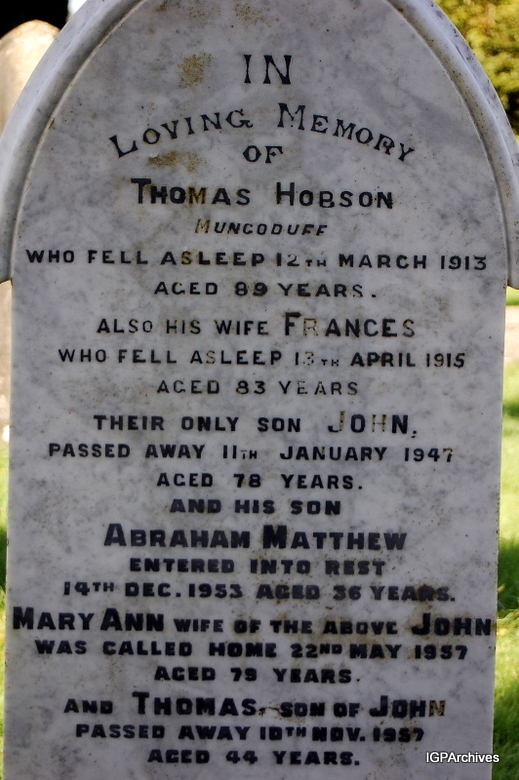 IN
LOVING MEMORY
OF
THOMAS HOBSON
MUNGODUFF
WHO FELL ASLEEP 12TH MARCH 1913
AGED 89 YEARS.
ALSO HIS WIFE FRANCES
WHO FELL ASLEEP 13TH APRIL 1915
AGED 83 YEARS
THEIR ONLY SON JOHN,
PASSED AWAY 11TH JANUARY 1947
AGED 78 YEARS.
AND HIS SON
ABRAHAM MATTHEW
ENTERED INTO REST
14TH DEC. 1953 AGED 36 YEARS.
MARY ANN WIFE OF THE ABOVE JOHN
WAS CALLED HOME 22ND MAY 1957
AGED 79 YEARS.
AND THOMAS, SON OF JOHN
PASSED AWAY 10TH NOV. 1957
AGED 44 YEARS.
IGPArchives